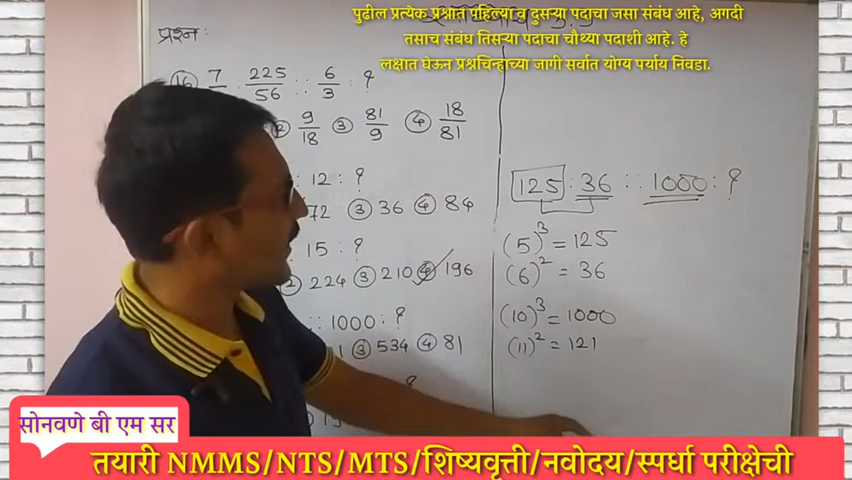 पुढील प्रत्येक प्रश्नात पहिल्या व दुसऱ्या पदाचा जसा संबंध आहे, अगदी
तसाच संबंध तिसऱ्या पदाचा चौथ्या पदाशी आहे. हे
लक्षात घेऊन प्रश्नचिन्हाच्या जागी सर्वात योग्य पर्याय निवडा.
प्रश्न:
(16) 7 : 225/56 :: 6/3 : ?
(2) 9/18 (3) 81/9 (4) 18/81
: 12 : ?
72 (3) 36 (4) 84
: 15 : ?
(2) 224 (3) 210 (4) 196
:: 1000 : ?
1 (3) 534 (4) 81
?
125 : 36 :: 1000 : ?
(5)³ = 125
(6)² = 36
(10)³ = 1000
(11)² = 121
सोनवणे बी एम सर
तयारी NMMS/NTS/MTS/शिष्यवृत्ती/नवोदय/स्पर्धा परीक्षेची